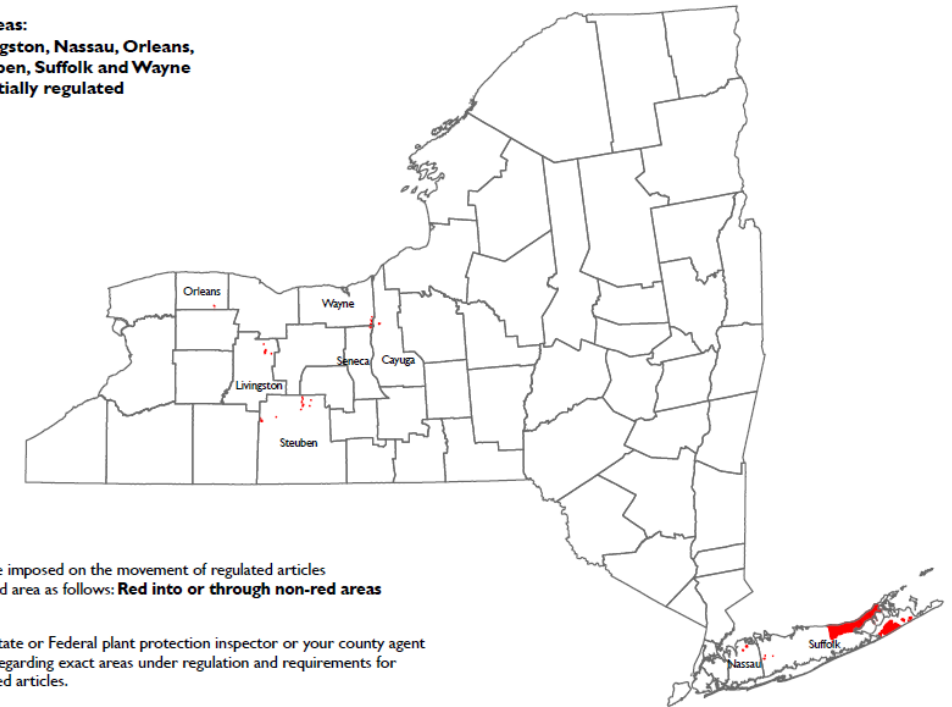 eas:
gston, Nassau, Orleans,
ben, Suffolk and Wayne
tially regulated
Orleans
Wayne
Seneca
Cayuga
Livingston
Steuben
e imposed on the movement of regulated articles
d area as follows: Red into or through non-red areas
tate or Federal plant protection inspector or your county agent
egarding exact areas under regulation and requirements for
ed articles.
Suffolk
Nassau